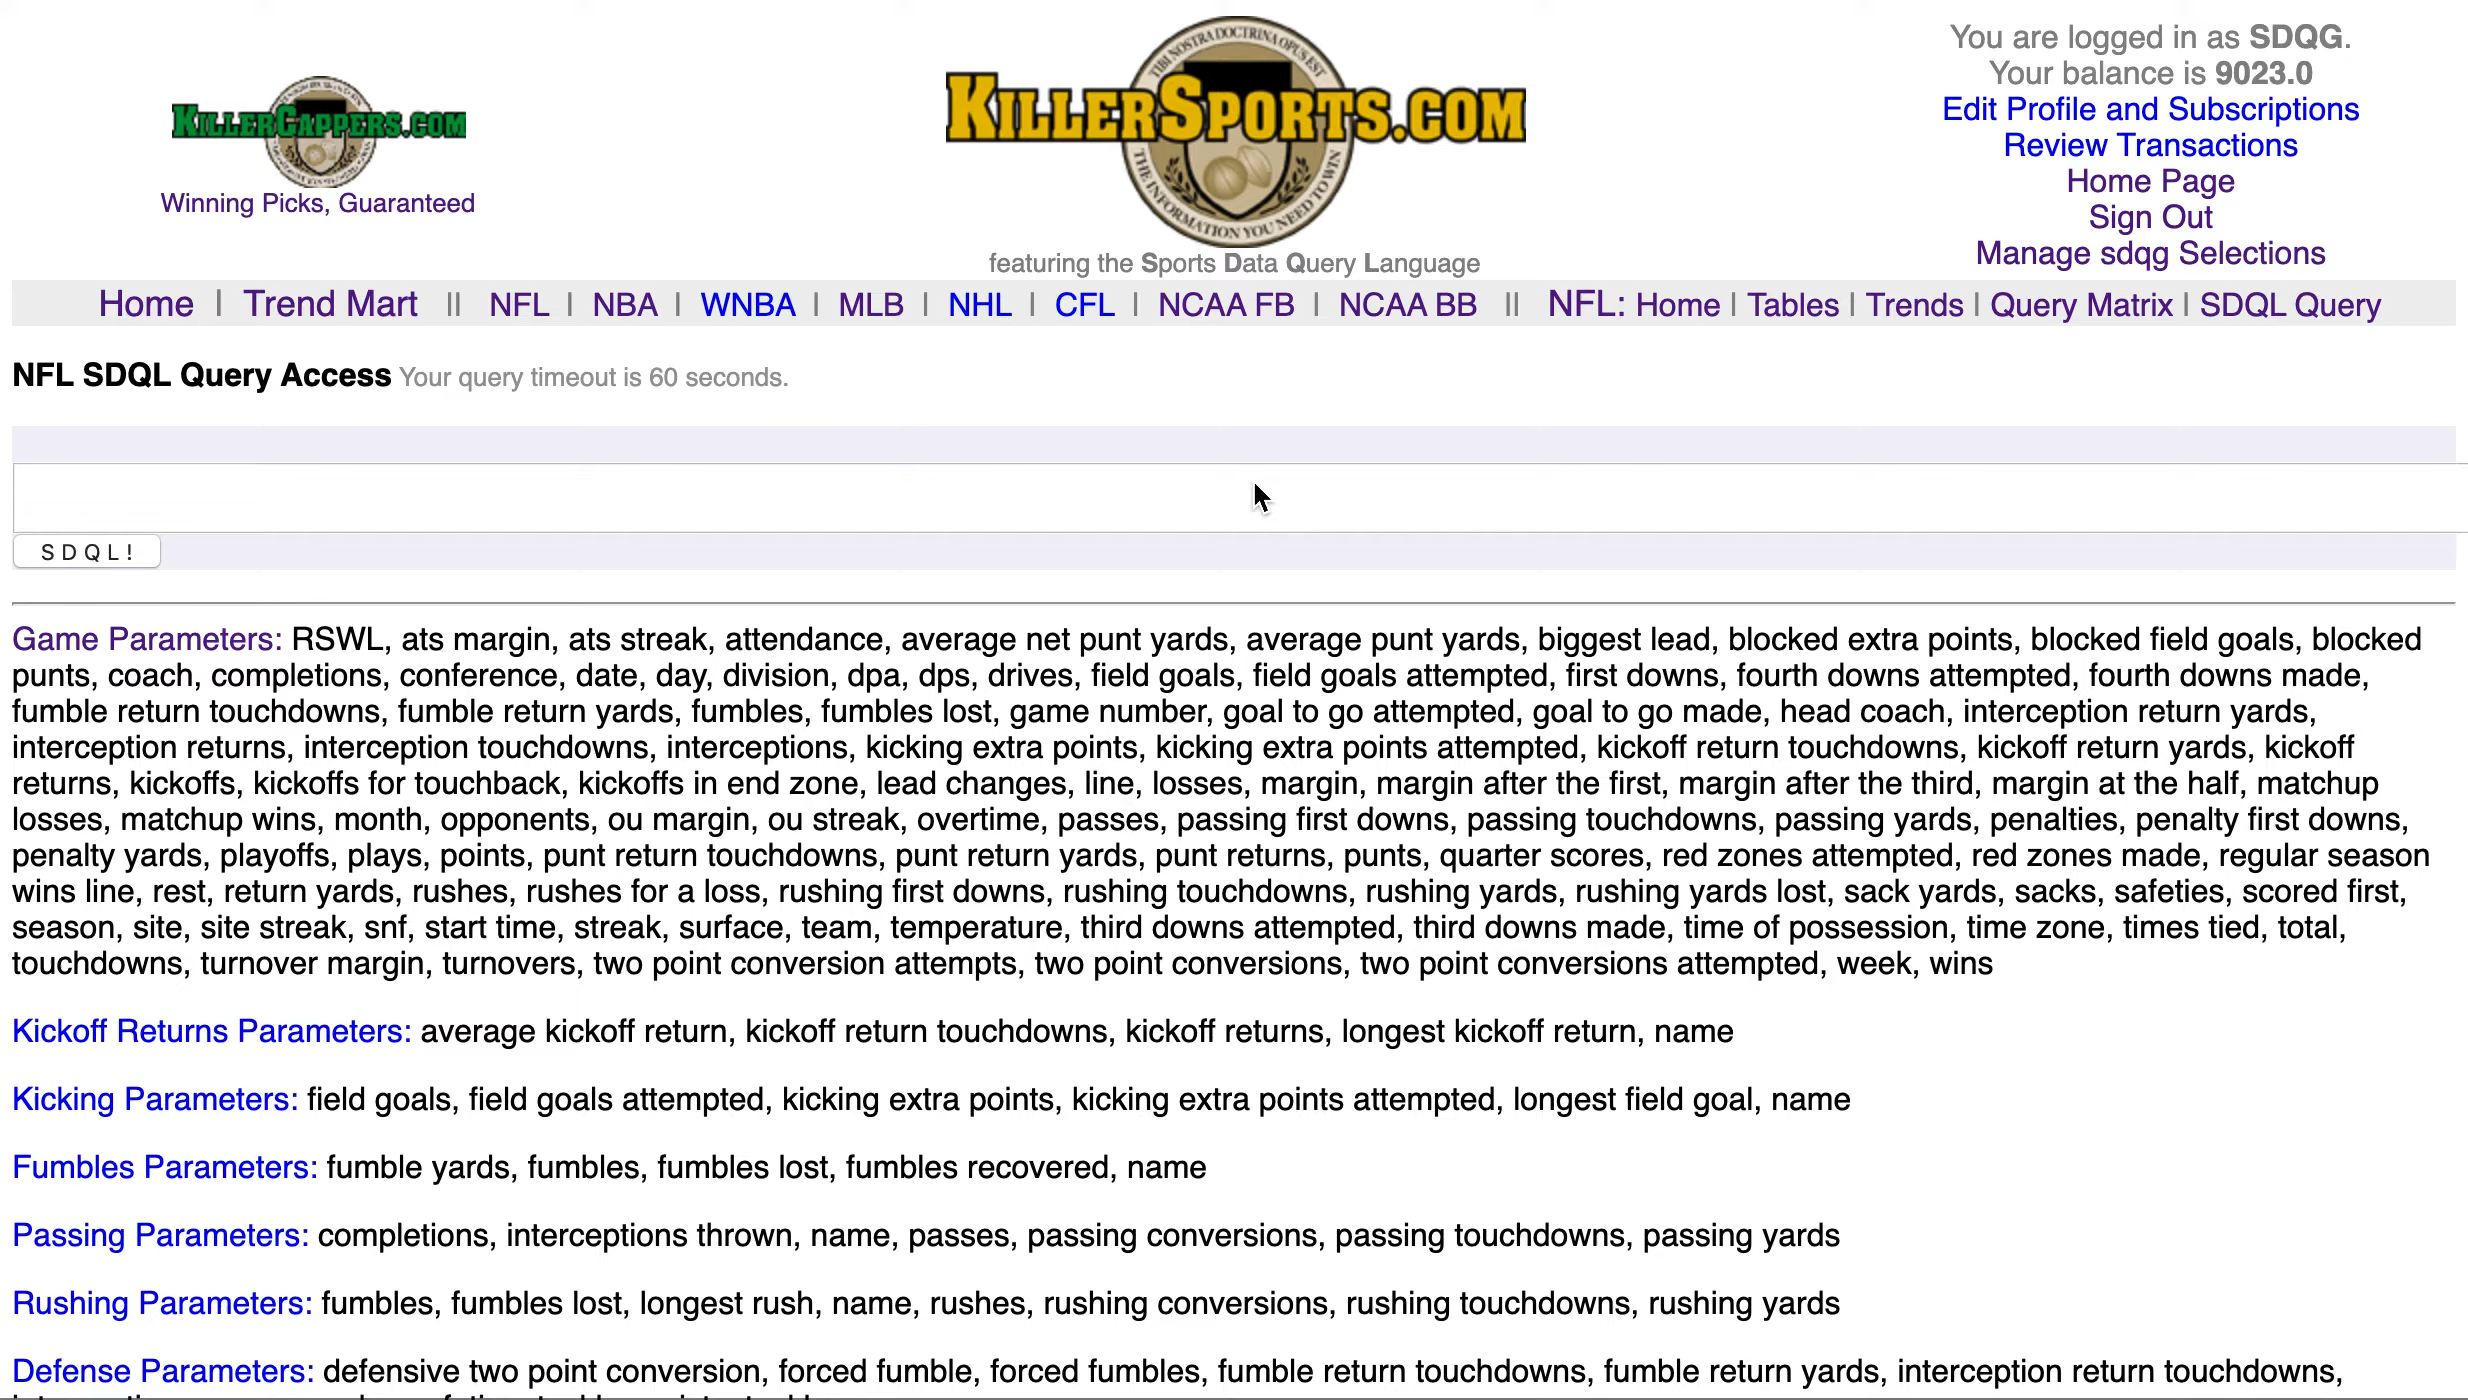 KILLERCAPPERS.COM
Winning Picks, Guaranteed
TIBI NOSTRA DOCTRINA OPUS EST
KILLERSPORTS.COM
THE INFORMATION YOU NEED TO WIN
featuring the Sports Data Query Language
You are logged in as SDQG.
Your balance is 9023.0
Edit Profile and Subscriptions
Review Transactions
Home Page
Sign Out
Manage sdqg Selections
Home | Trend Mart || NFL | NBA | WNBA | MLB | NHL | CFL | NCAA FB | NCAA BB || NFL: Home | Tables | Trends | Query Matrix | SDQL Query
NFL SDQL Query Access Your query timeout is 60 seconds.
S D Q L !
Game Parameters: RSWL, ats margin, ats streak, attendance, average net punt yards, average punt yards, biggest lead, blocked extra points, blocked field goals, blocked
punts, coach, completions, conference, date, day, division, dpa, dps, drives, field goals, field goals attempted, first downs, fourth downs attempted, fourth downs made,
fumble return touchdowns, fumble return yards, fumbles, fumbles lost, game number, goal to go attempted, goal to go made, head coach, interception return yards,
interception returns, interception touchdowns, interceptions, kicking extra points, kicking extra points attempted, kickoff return touchdowns, kickoff return yards, kickoff
returns, kickoffs, kickoffs for touchback, kickoffs in end zone, lead changes, line, losses, margin, margin after the first, margin after the third, margin at the half, matchup
losses, matchup wins, month, opponents, ou margin, ou streak, overtime, passes, passing first downs, passing touchdowns, passing yards, penalties, penalty first downs,
penalty yards, playoffs, plays, points, punt return touchdowns, punt return yards, punt returns, punts, quarter scores, red zones attempted, red zones made, regular season
wins line, rest, return yards, rushes, rushes for a loss, rushing first downs, rushing touchdowns, rushing yards, rushing yards lost, sack yards, sacks, safeties, scored first,
season, site, site streak, snf, start time, streak, surface, team, temperature, third downs attempted, third downs made, time of possession, time zone, times tied, total,
touchdowns, turnover margin, turnovers, two point conversion attempts, two point conversions, two point conversions attempted, week, wins
Kickoff Returns Parameters: average kickoff return, kickoff return touchdowns, kickoff returns, longest kickoff return, name
Kicking Parameters: field goals, field goals attempted, kicking extra points, kicking extra points attempted, longest field goal, name
Fumbles Parameters: fumble yards, fumbles, fumbles lost, fumbles recovered, name
Passing Parameters: completions, interceptions thrown, name, passes, passing conversions, passing touchdowns, passing yards
Rushing Parameters: fumbles, fumbles lost, longest rush, name, rushes, rushing conversions, rushing touchdowns, rushing yards
Defense Parameters: defensive two point conversion, forced fumble, forced fumbles, fumble return touchdowns, fumble return yards, interception return touchdowns,